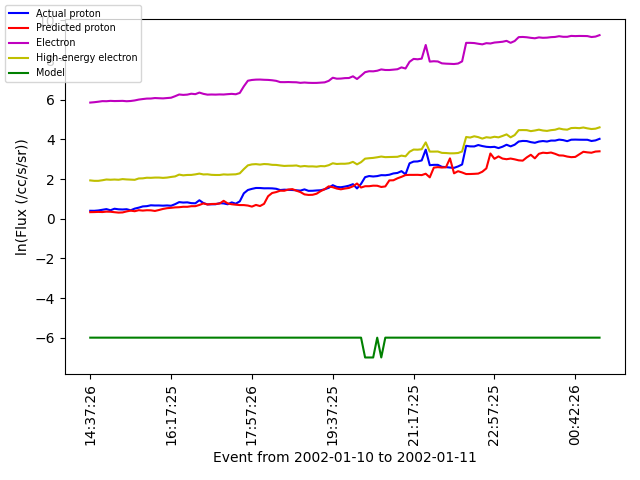 Actual proton
Predicted proton
Electron
High-energy electron
Model
6
4
2
0
−2
−4
−6
ln(Flux (/cc/s/sr))
14:37:26
16:17:25
17:57:26
19:37:25
21:17:25
22:57:25
00:42:26
Event from 2002-01-10 to 2002-01-11